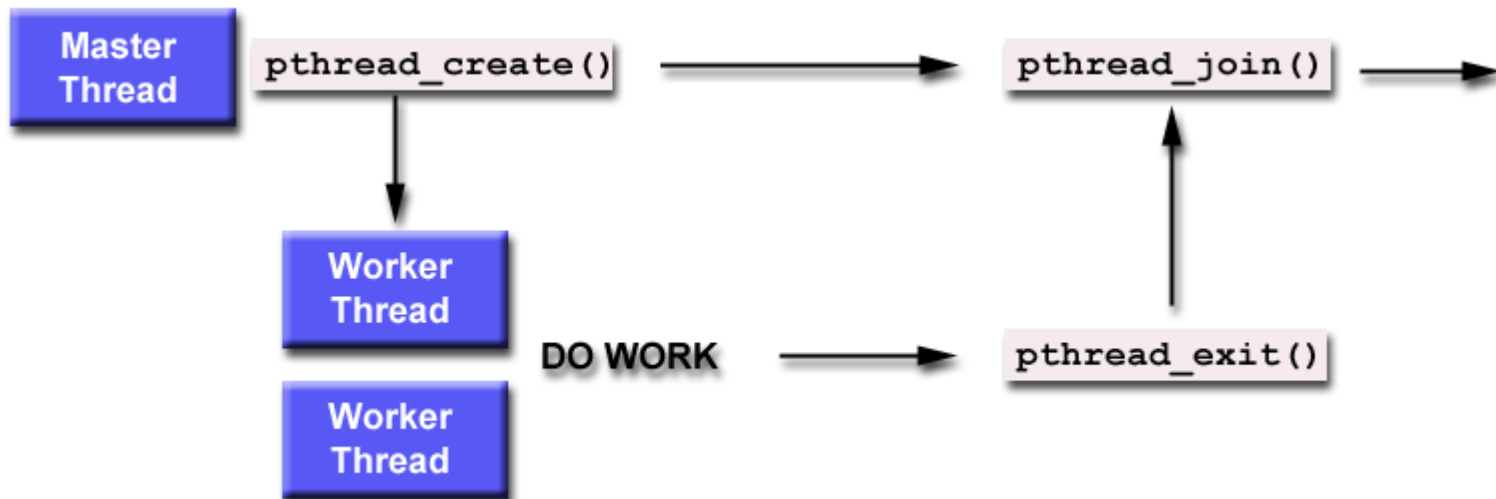 Master
Thread
pthread_create()
pthread_join()
Worker
Thread
DO WORK
pthread_exit()
Worker
Thread